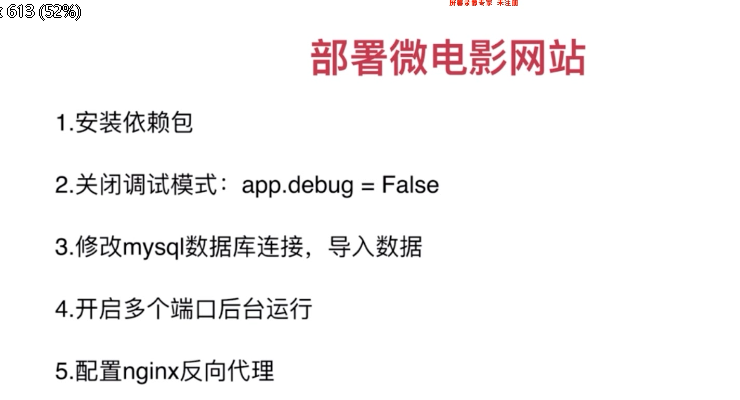 613 (52%)
部署微电影网站
1.安装依赖包
2.关闭调试模式：app.debug = False
3.修改mysql数据库连接，导入数据
4.开启多个端口后台运行
5.配置nginx反向代理